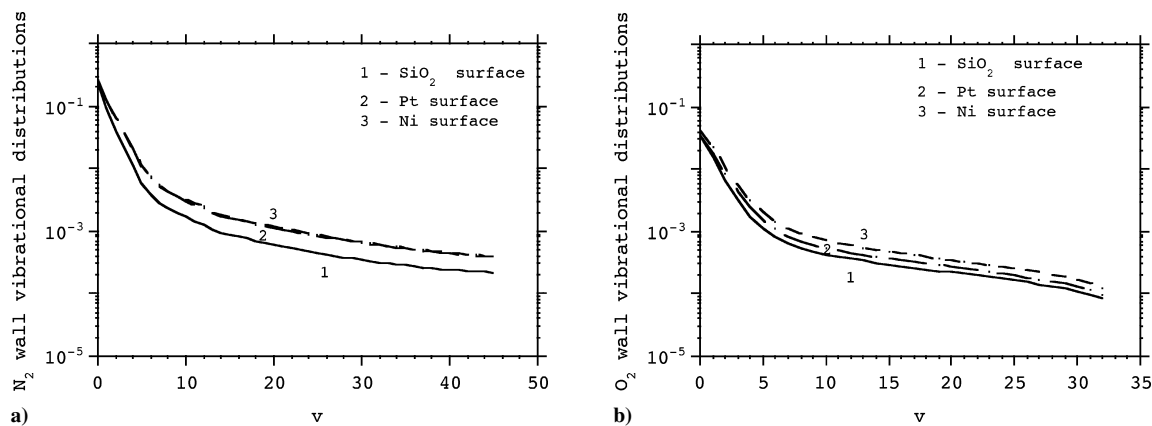 N2 wall vibrational distributions
1 - SiO2 surface
2 - Pt surface
3 - Ni surface
10^-1
10^-3
10^-5
3
2
1
0 10 20 30 40 50
v
a)
O2 wall vibrational distributions
1 - SiO2 surface
2 - Pt surface
3 - Ni surface
10^-1
10^-3
10^-5
3
2
1
0 5 10 15 20 25 30 35
v
b)